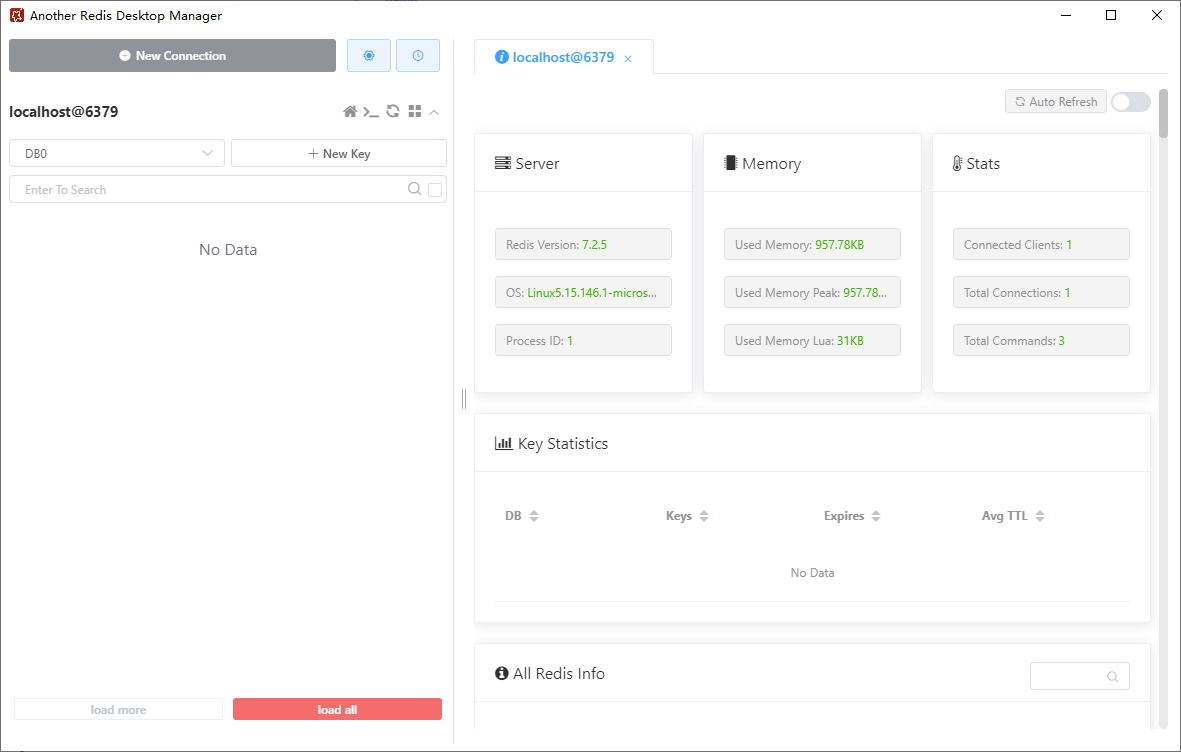 Another Redis Desktop Manager
New Connection
localhost@6379
DB0
+ New Key
Enter To Search
No Data
load more
load all
localhost@6379 ×
Auto Refresh
Server
Redis Version: 7.2.5
OS: Linux5.15.146.1-micros...
Process ID: 1
Memory
Used Memory: 957.78KB
Used Memory Peak: 957.78...
Used Memory Lua: 31KB
Stats
Connected Clients: 1
Total Connections: 1
Total Commands: 3
Key Statistics
DB Keys Expires Avg TTL
No Data
All Redis Info